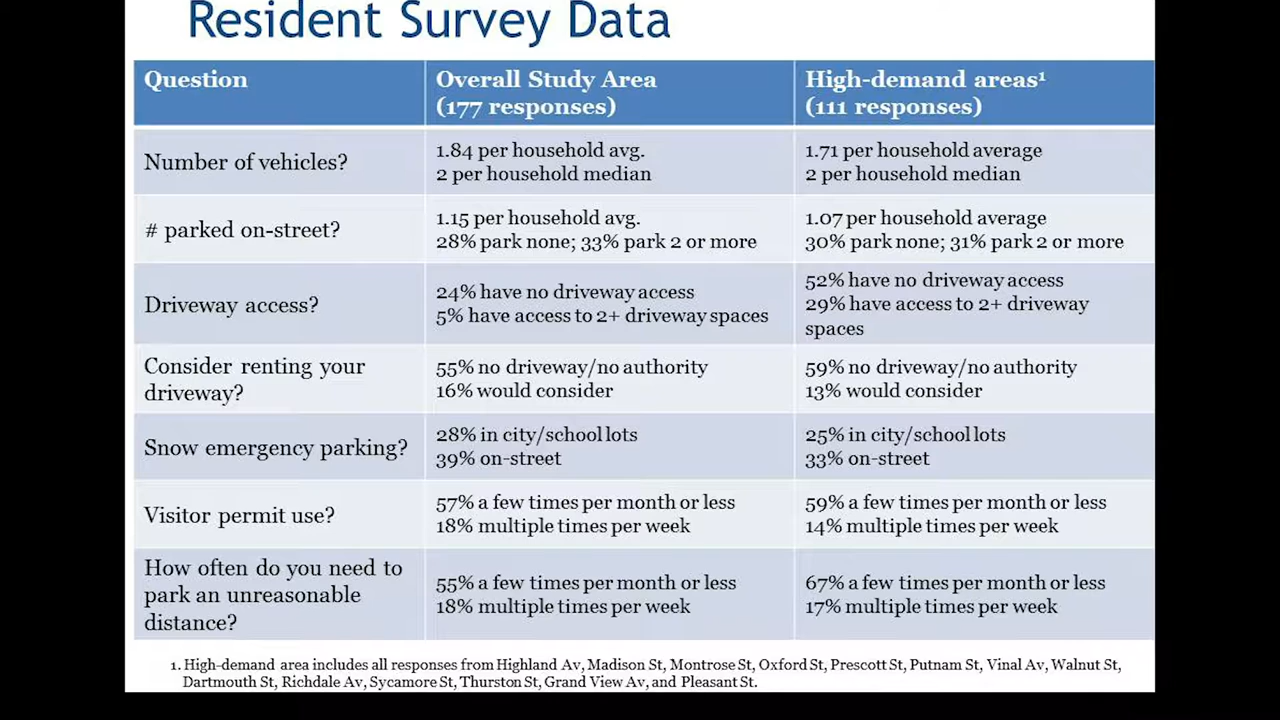 Resident Survey Data
Question
Overall Study Area
(177 responses)
High-demand areas¹
(111 responses)
Number of vehicles?
1.84 per household avg.
2 per household median
1.71 per household average
2 per household median
# parked on-street?
1.15 per household avg.
28% park none; 33% park 2 or more
1.07 per household average
30% park none; 31% park 2 or more
Driveway access?
24% have no driveway access
5% have access to 2+ driveway spaces
52% have no driveway access
29% have access to 2+ driveway
spaces
Consider renting your
driveway?
55% no driveway/no authority
16% would consider
59% no driveway/no authority
13% would consider
Snow emergency parking?
28% in city/school lots
39% on-street
25% in city/school lots
33% on-street
Visitor permit use?
57% a few times per month or less
18% multiple times per week
59% a few times per month or less
14% multiple times per week
How often do you need to
park an unreasonable
distance?
55% a few times per month or less
18% multiple times per week
67% a few times per month or less
17% multiple times per week
1. High-demand area includes all responses from Highland Av, Madison St, Montrose St, Oxford St, Prescott St, Putnam St, Vinal Av, Walnut St,
Dartmouth St, Richdale Av, Sycamore St, Thurston St, Grand View Av, and Pleasant St.